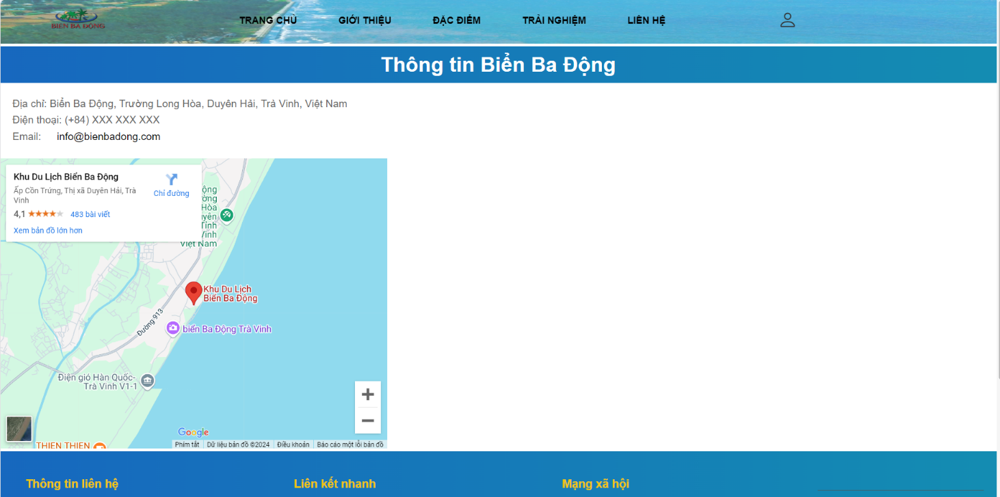 BIỂN BA ĐỘNG
TRANG CHỦ
GIỚI THIỆU
ĐẶC ĐIỂM
TRẢI NGHIỆM
LIÊN HỆ
Thông tin Biển Ba Động
Địa chỉ: Biển Ba Động, Trường Long Hòa, Duyên Hải, Trà Vinh, Việt Nam
Điện thoại: (+84) XXX XXX XXX
Email: info@bienbadong.com
Khu Du Lịch Biển Ba Động
Ấp Cồn Trứng, Thị xã Duyên Hải, Trà
Vinh
4,1
483 bài viết
Xem bản đồ lớn hơn
Chỉ đường
ộng
ờng
Hòa
uyên
Tỉnh
Vinh
Việt Nam
Khu Du Lịch
Biển Ba Động
Đường 913
biển Ba Động Trà Vinh
Điện gió Hàn Quốc-
Trà Vinh V1-1
THIEN THIEN
Google
Phím tắt
Dữ liệu bản đồ ©2024
Điều khoản
Báo cáo một lỗi bản đồ
Thông tin liên hệ
Liên kết nhanh
Mạng xã hội